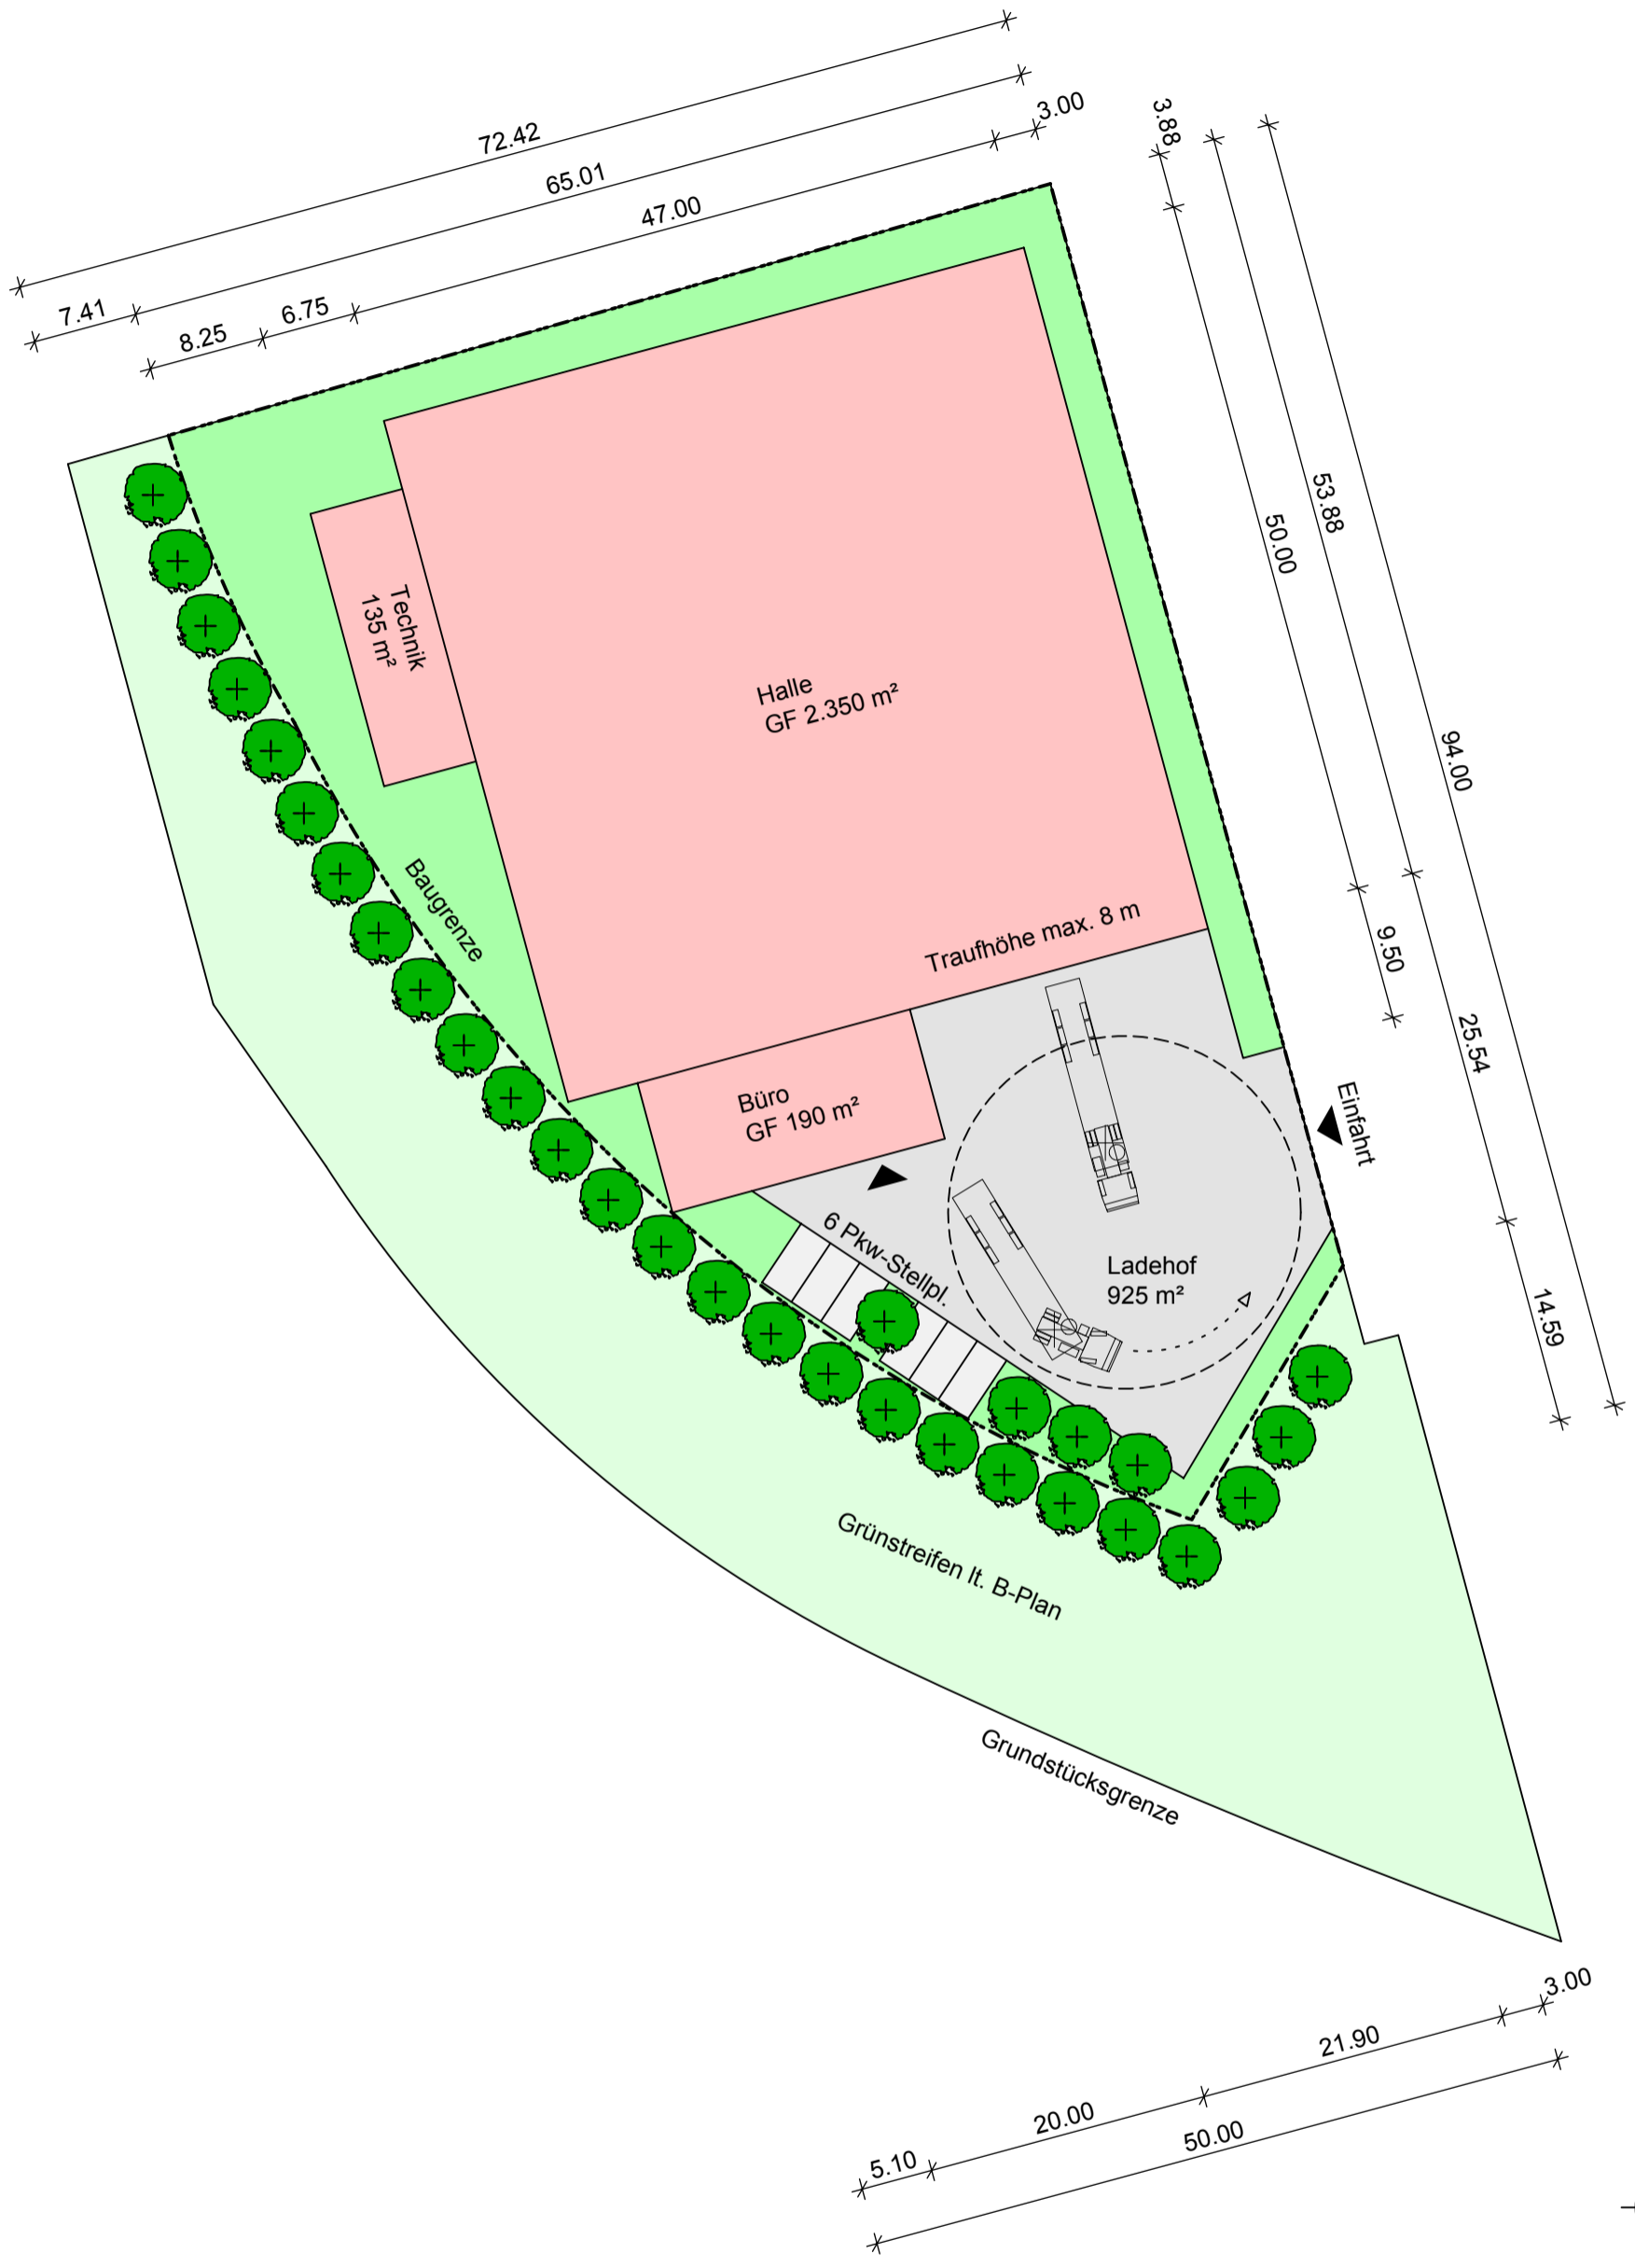 72.42
65.01
3.00
47.00
7.41
8.25
6.75
3.88
53.88
50.00
94.00
9.50
25.54
14.59
Technik
135 m²
Halle
GF 2.350 m²
Baugrenze
Traufhöhe max. 8 m
Büro
GF 190 m²
Einfahrt
6 Pkw-Stellpl.
Ladehof
925 m²
Grünstreifen lt. B-Plan
Grundstücksgrenze
3.00
21.90
20.00
50.00
5.10